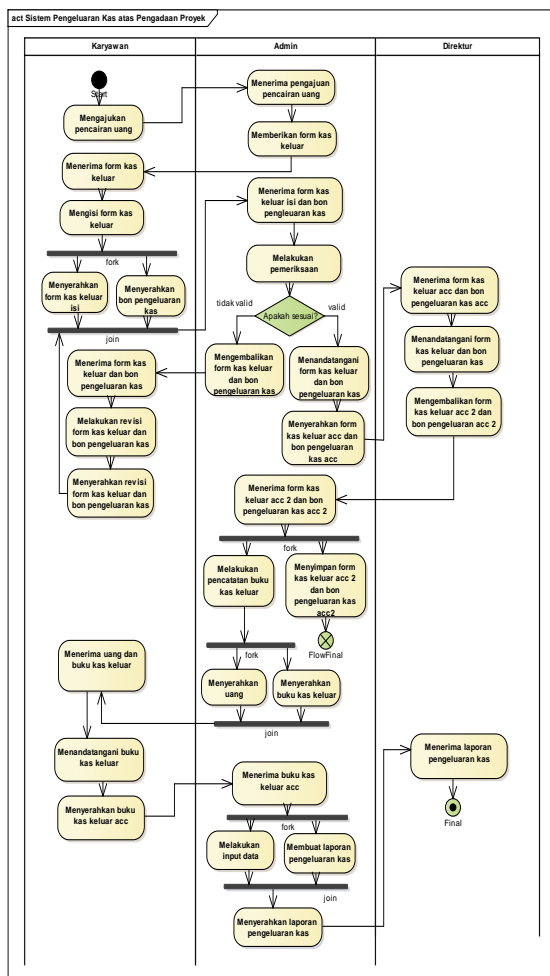 act Sistem Pengeluaran Kas atas Pengadaan Proyek
Karyawan
Admin
Direktur
Start
Mengajukan
pencairan uang
Menerima pengajuan
pencairan uang
Memberikan form kas
keluar
Menerima form kas
keluar
Mengisi form kas
keluar
fork
Menyerahkan
form kas keluar
isi
Menyerahkan
bon pengeluaran
kas
join
Menerima form kas
keluar isi dan bon
pengleuaran kas
Melakukan
pemeriksaan
tidak valid
Apakah sesuai?
valid
Mengembalikan
form kas keluar
dan bon
pengeluaran kas
Menandatangani form
kas keluar dan bon
pengeluaran kas
Menyerahkan form
kas keluar acc dan
bon pengeluaran
kas acc
Menerima form kas
keluar acc dan bon
pengeluaran kas acc
Menandatangani form
kas keluar dan bon
pengeluaran kas
Mengembalikan form
kas keluar acc 2 dan
bon pengeluaran acc 2
Menerima form kas
keluar dan bon
pengeluaran kas
Melakukan revisi
form kas keluar dan
bon pengeluaran kas
Menyerahkan revisi
form kas keluar dan
bon pengeluaran kas
Menerima form kas
keluar acc 2 dan bon
pengeluaran kas acc 2
fork
Melakukan
pencatatan buku
kas keluar
Menyimpan form
kas keluar acc 2
dan bon
pengeluaran kas
acc2
FlowFinal
fork
Menyerahkan
uang
Menyerahkan
buku kas keluar
join
Menerima uang dan
buku kas keluar
Menandatangani buku
kas keluar
Menyerahkan buku
kas keluar acc
Menerima buku kas
keluar acc
fork
Melakukan
input data
Membuat laporan
pengeluaran kas
join
Menyerahkan laporan
pengeluaran kas
Menerima laporan
pengeluaran kas
Final